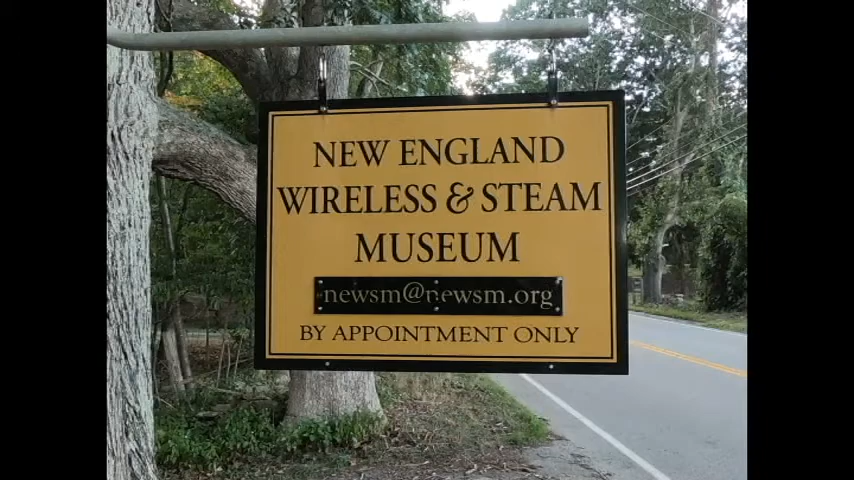 NEW ENGLAND
WIRELESS & STEAM
MUSEUM
newsm@newsm.org
BY APPOINTMENT ONLY